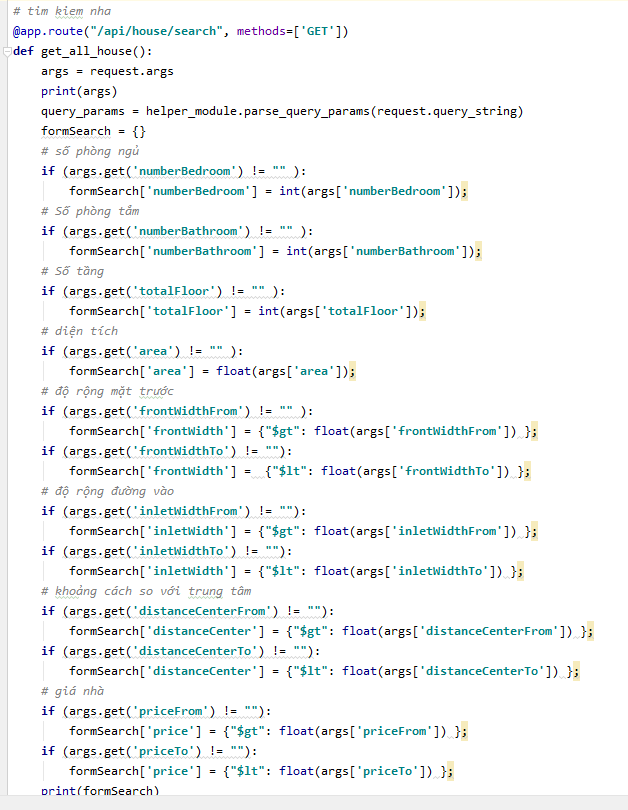 # tim kiem nha
@app.route("/api/house/search", methods=['GET'])
def get_all_house():
    args = request.args
    print(args)
    query_params = helper_module.parse_query_params(request.query_string)
    formSearch = {}
    # số phòng ngủ
    if (args.get('numberBedroom') != "" ):
        formSearch['numberBedroom'] = int(args['numberBedroom']);
    # Số phòng tắm
    if (args.get('numberBathroom') != "" ):
        formSearch['numberBathroom'] = int(args['numberBathroom']);
    # Số tầng
    if (args.get('totalFloor') != "" ):
        formSearch['totalFloor'] = int(args['totalFloor']);
    # diện tích
    if (args.get('area') != "" ):
        formSearch['area'] = float(args['area']);
    # độ rộng mặt trước
    if (args.get('frontWidthFrom') != "" ):
        formSearch['frontWidth'] = {"$gt": float(args['frontWidthFrom']) };
    if (args.get('frontWidthTo') != ""):
        formSearch['frontWidth'] =  {"$lt": float(args['frontWidthTo']) };
    # độ rộng đường vào
    if (args.get('inletWidthFrom') != ""):
        formSearch['inletWidth'] = {"$gt": float(args['inletWidthFrom']) };
    if (args.get('inletWidthTo') != ""):
        formSearch['inletWidth'] = {"$lt": float(args['inletWidthTo']) };
    # khoảng cách so với trung tâm
    if (args.get('distanceCenterFrom') != ""):
        formSearch['distanceCenter'] = {"$gt": float(args['distanceCenterFrom']) };
    if (args.get('distanceCenterTo') != ""):
        formSearch['distanceCenter'] = {"$lt": float(args['distanceCenterTo']) };
    # giá nhà
    if (args.get('priceFrom') != ""):
        formSearch['price'] = {"$gt": float(args['priceFrom']) };
    if (args.get('priceTo') != ""):
        formSearch['price'] = {"$lt": float(args['priceTo']) };
    print(formSearch)